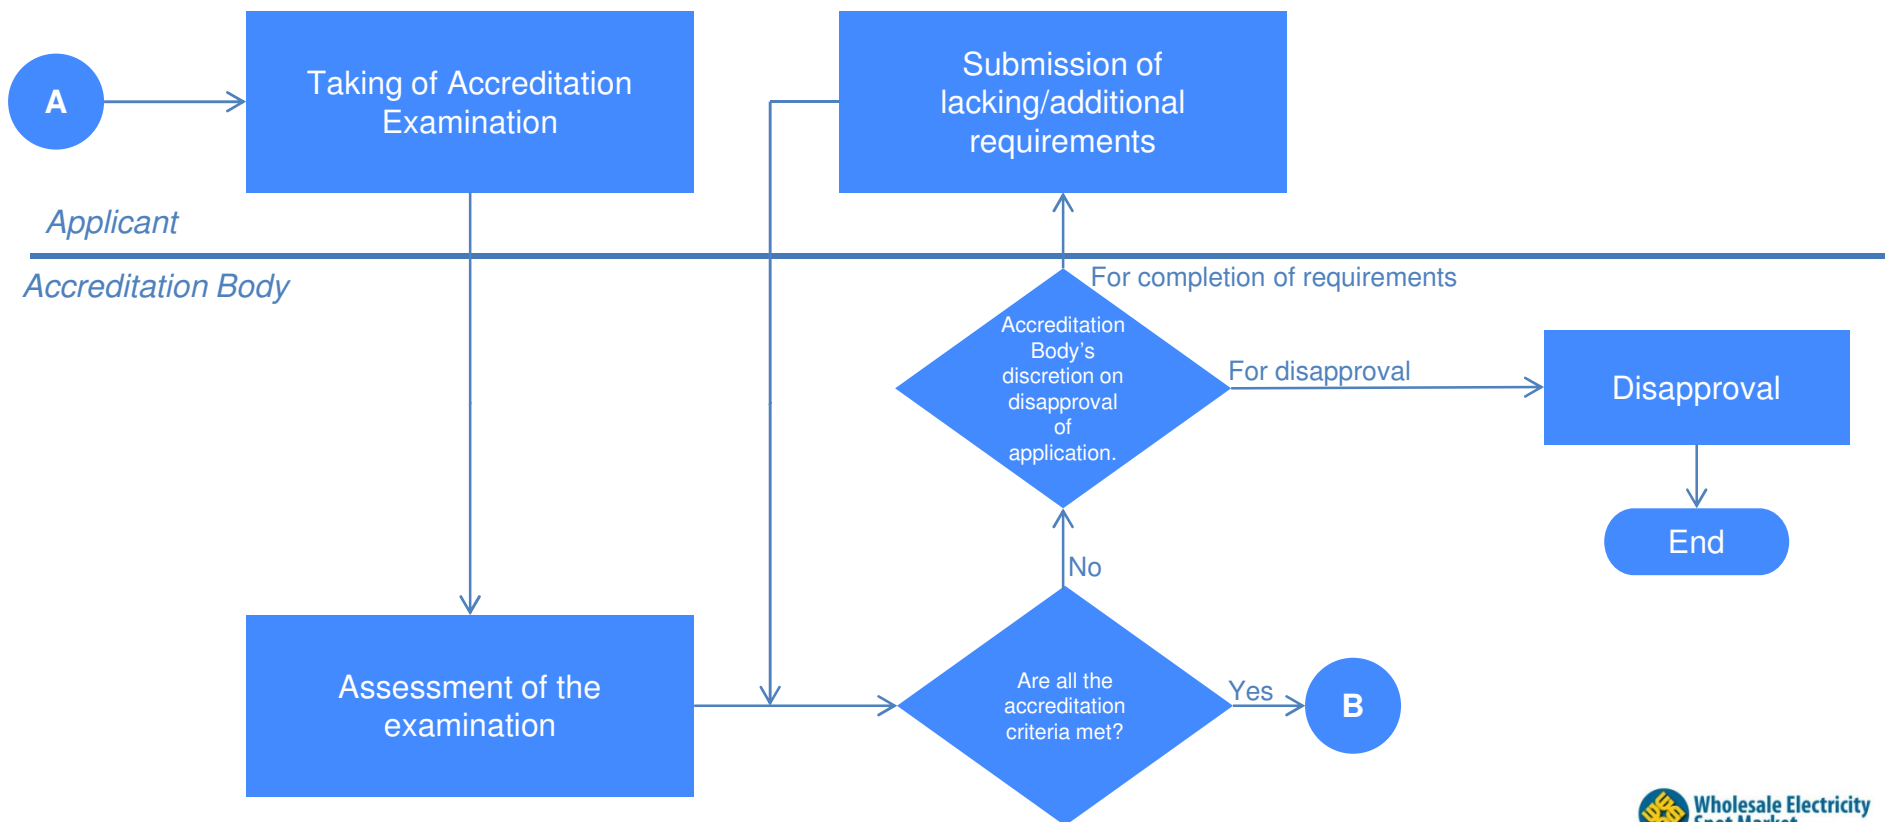 A
Taking of Accreditation
Examination
Submission of
lacking/additional
requirements
Applicant
Accreditation Body
For completion of requirements
Accreditation
Body’s
discretion on
disapproval
of
application.
For disapproval
Disapproval
End
No
Assessment of the
examination
Are all the
accreditation
criteria met?
Yes
B
Wholesale Electricity
Spot Market